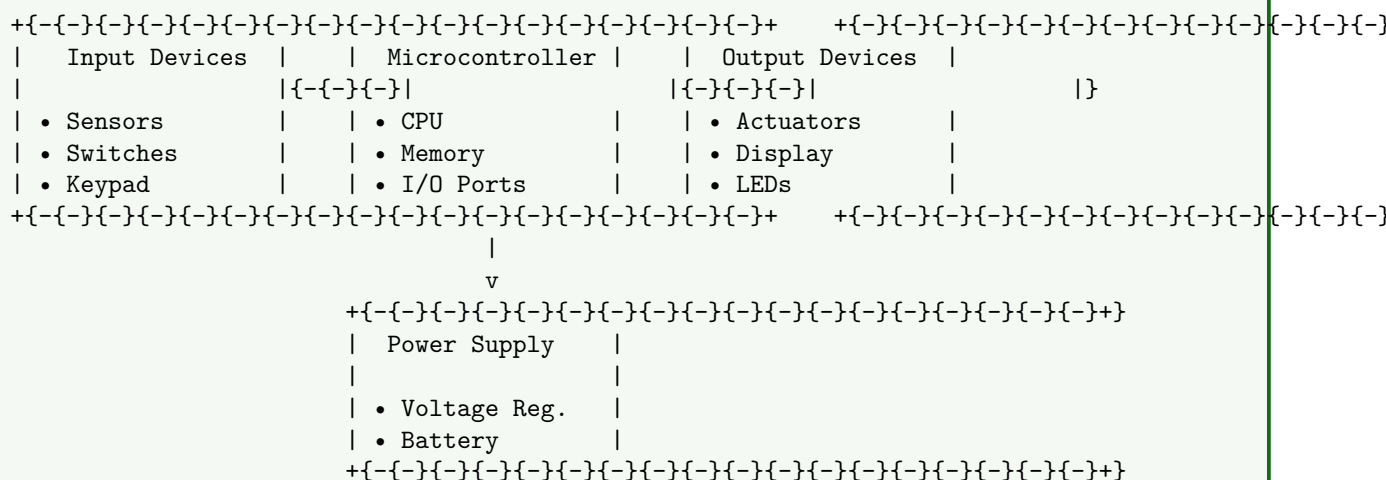 +{-{-}{-}{-}{-}{-}{-}{-}{-}{-}{-}{-}{-}{-}{-}{-}{-}{-}+    +{-}{-}{-}{-}{-}{-}{-}{-}{-}{-}{-}
|   Input Devices  |    |  Microcontroller |    |  Output Devices  |
|                  |{-{-}{-}|                  |{-}{-}{-}|                  |}
| • Sensors        |    | • CPU            |    | • Actuators      |
| • Switches       |    | • Memory         |    | • Display        |
| • Keypad         |    | • I/O Ports      |    | • LEDs           |
+{-{-}{-}{-}{-}{-}{-}{-}{-}{-}{-}{-}{-}{-}{-}{-}{-}{-}+    +{-}{-}{-}{-}{-}{-}{-}{-}{-}{-}{-}
|
v
+{-{-}{-}{-}{-}{-}{-}{-}{-}{-}{-}{-}{-}{-}{-}{-}{-}{-}+}
|  Power Supply    |
|                  |
| • Voltage Reg.   |
| • Battery        |
+{-{-}{-}{-}{-}{-}{-}{-}{-}{-}{-}{-}{-}{-}{-}{-}{-}{-}+}